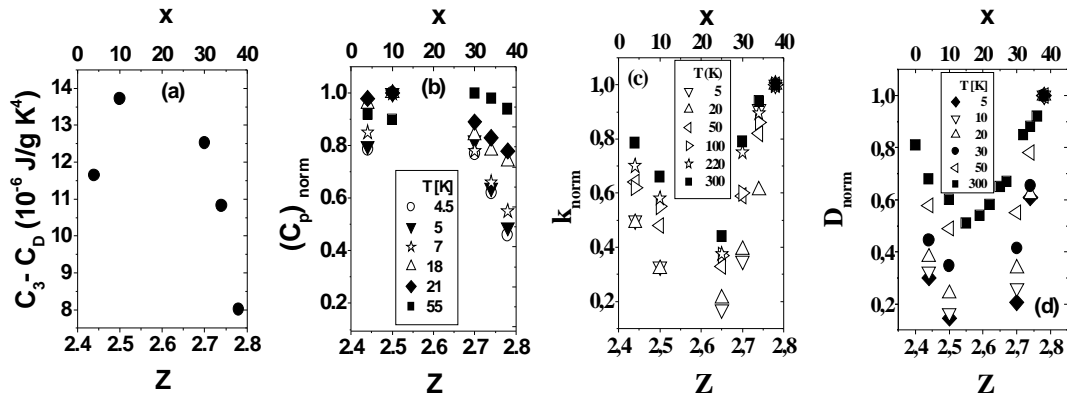 X
0 10 20 30 40
(a)
C3 - CD (10-6 J/g K4)
14
13
12
11
10
9
8
2.4 2.5 2.6 2.7 2.8
Z
X
0 10 20 30 40
(b)
(Cp) norm
1.0
0.8
0.6
0.4
0.2
T [K]
4.5
5
7
18
21
55
2.4 2.5 2.6 2.7 2.8
Z
X
0 10 20 30 40
(c)
knorm
1,0
0,8
0,6
0,4
0,2
T (K)
5
20
50
100
220
300
2,4 2,5 2,6 2,7 2,8
Z
X
0 10 20 30 40
Dnorm
1,0
0,8
0,6
0,4
0,2
T [K]
5
10
20
30
50
300
(d)
2,4 2,5 2,6 2,7 2,8
Z